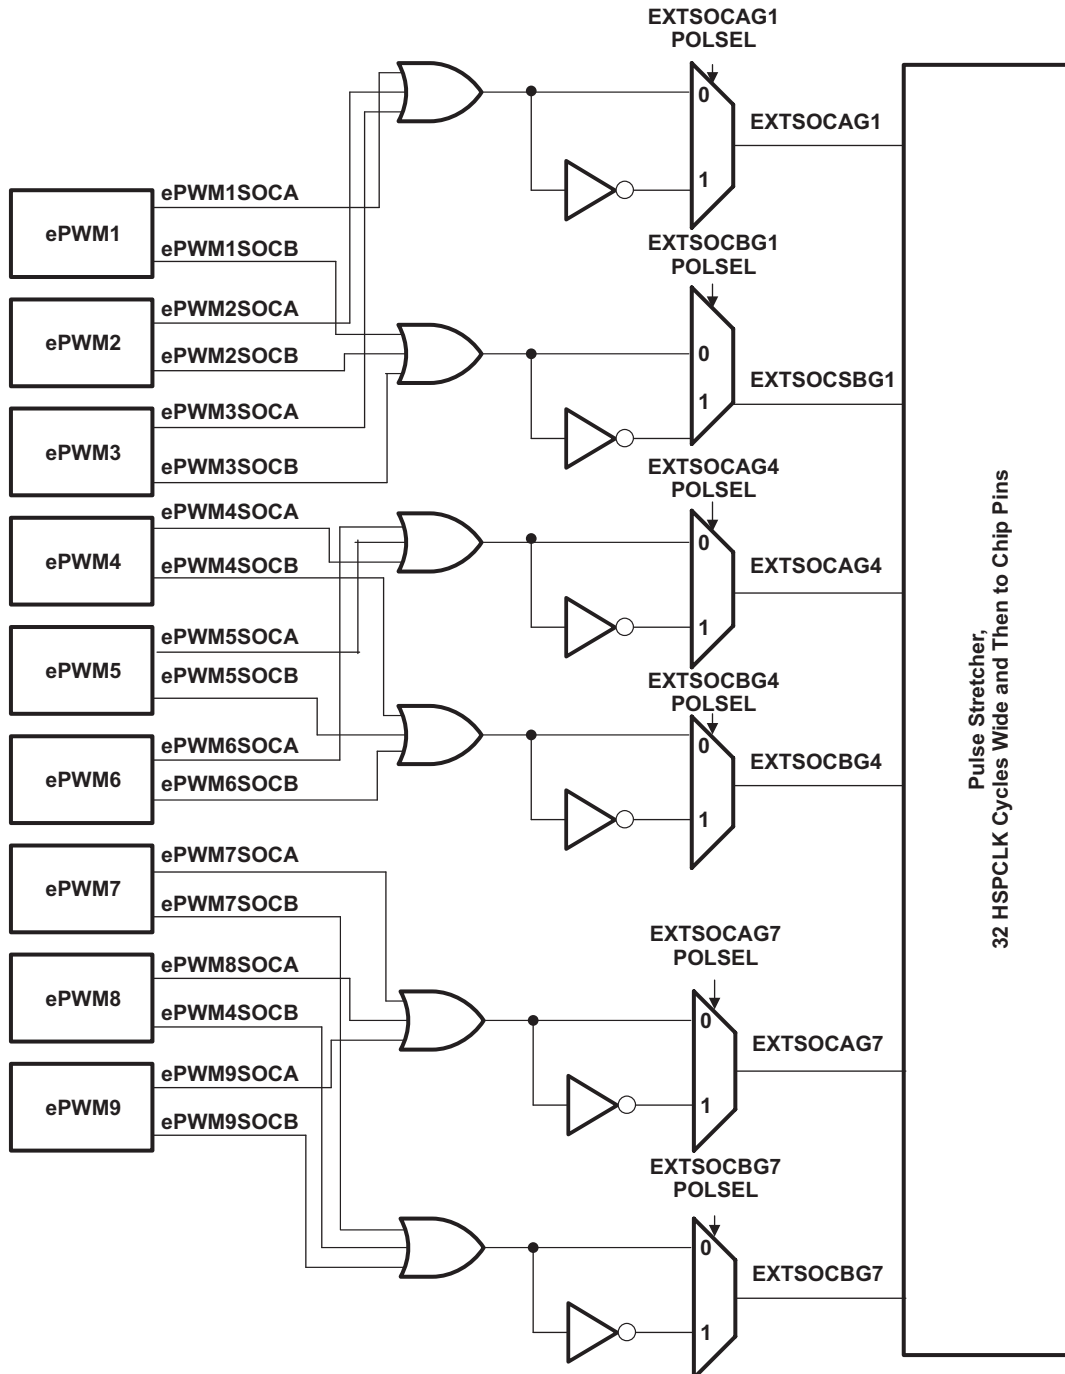 EXTSOCAG1
POLSEL
0
EXTSOCAG1
1
ePWM1SOCA
ePWM1
ePWM1SOCB
EXTSOCBG1
POLSEL
ePWM2SOCA
ePWM2
ePWM2SOCB
0
EXTSOCSBG1
1
ePWM3SOCA
ePWM3
ePWM3SOCB
EXTSOCAG4
POLSEL
ePWM4SOCA
ePWM4
ePWM4SOCB
0
EXTSOCAG4
1
ePWM5SOCA
ePWM5
ePWM5SOCB
EXTSOCBG4
POLSEL
ePWM6SOCA
ePWM6
ePWM6SOCB
0
EXTSOCBG4
1
ePWM7SOCA
ePWM7
ePWM7SOCB
EXTSOCAG7
POLSEL
ePWM8SOCA
ePWM8
ePWM4SOCB
0
EXTSOCAG7
1
ePWM9SOCA
ePWM9
ePWM9SOCB
EXTSOCBG7
POLSEL
0
EXTSOCBG7
1
Pulse Stretcher,
32 HSPCLK Cycles Wide and Then to Chip Pins